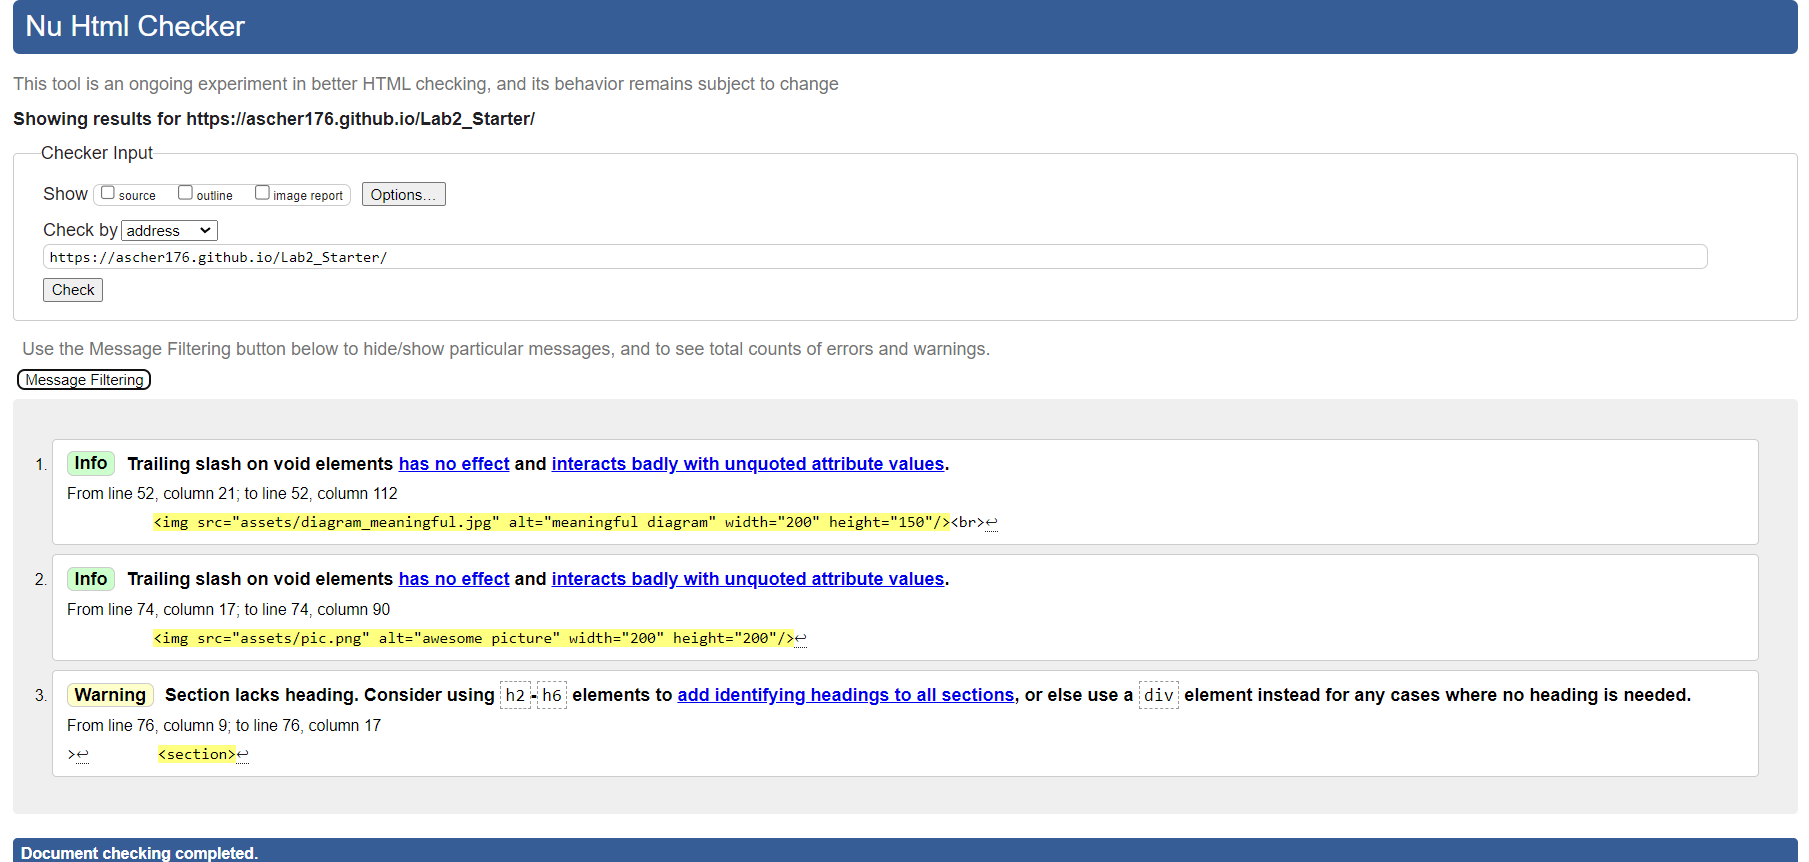 Nu Html Checker
This tool is an ongoing experiment in better HTML checking, and its behavior remains subject to change
Showing results for https://ascher176.github.io/Lab2_Starter/
Checker Input
Show source outline image report Options...
Check by address
https://ascher176.github.io/Lab2_Starter/
Check
Use the Message Filtering button below to hide/show particular messages, and to see total counts of errors and warnings.
Message Filtering
1. Info Trailing slash on void elements has no effect and interacts badly with unquoted attribute values.
From line 52, column 21; to line 52, column 112
<img src="assets/diagram_meaningful.jpg" alt="meaningful diagram" width="200" height="150"/><br>↩
2. Info Trailing slash on void elements has no effect and interacts badly with unquoted attribute values.
From line 74, column 17; to line 74, column 90
<img src="assets/pic.png" alt="awesome picture" width="200" height="200"/>↩
3. Warning Section lacks heading. Consider using h2-h6 elements to add identifying headings to all sections, or else use a div element instead for any cases where no heading is needed.
From line 76, column 9; to line 76, column 17
>↩ <section>↩
Document checking completed.